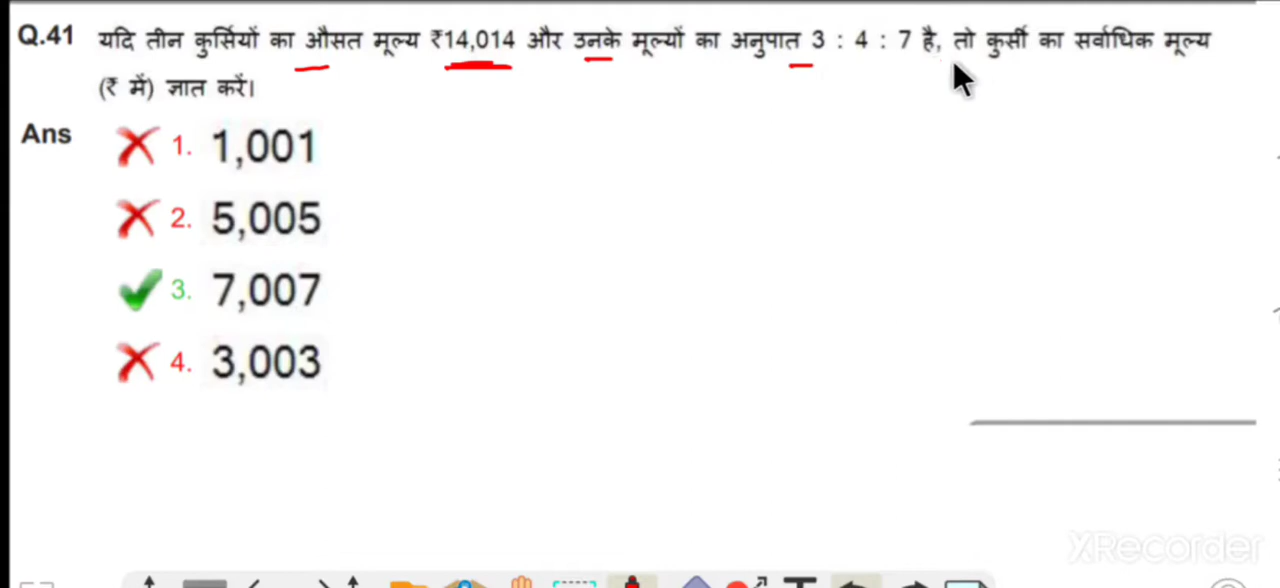 Q.41 यदि तीन कुर्सियों का औसत मूल्य ₹14,014 और उनके मूल्यों का अनुपात 3 : 4 : 7 है, तो कुर्सी का सर्वाधिक मूल्य
(₹ में) ज्ञात करें।
Ans
1. 1,001
2. 5,005
3. 7,007
4. 3,003
XRecorder